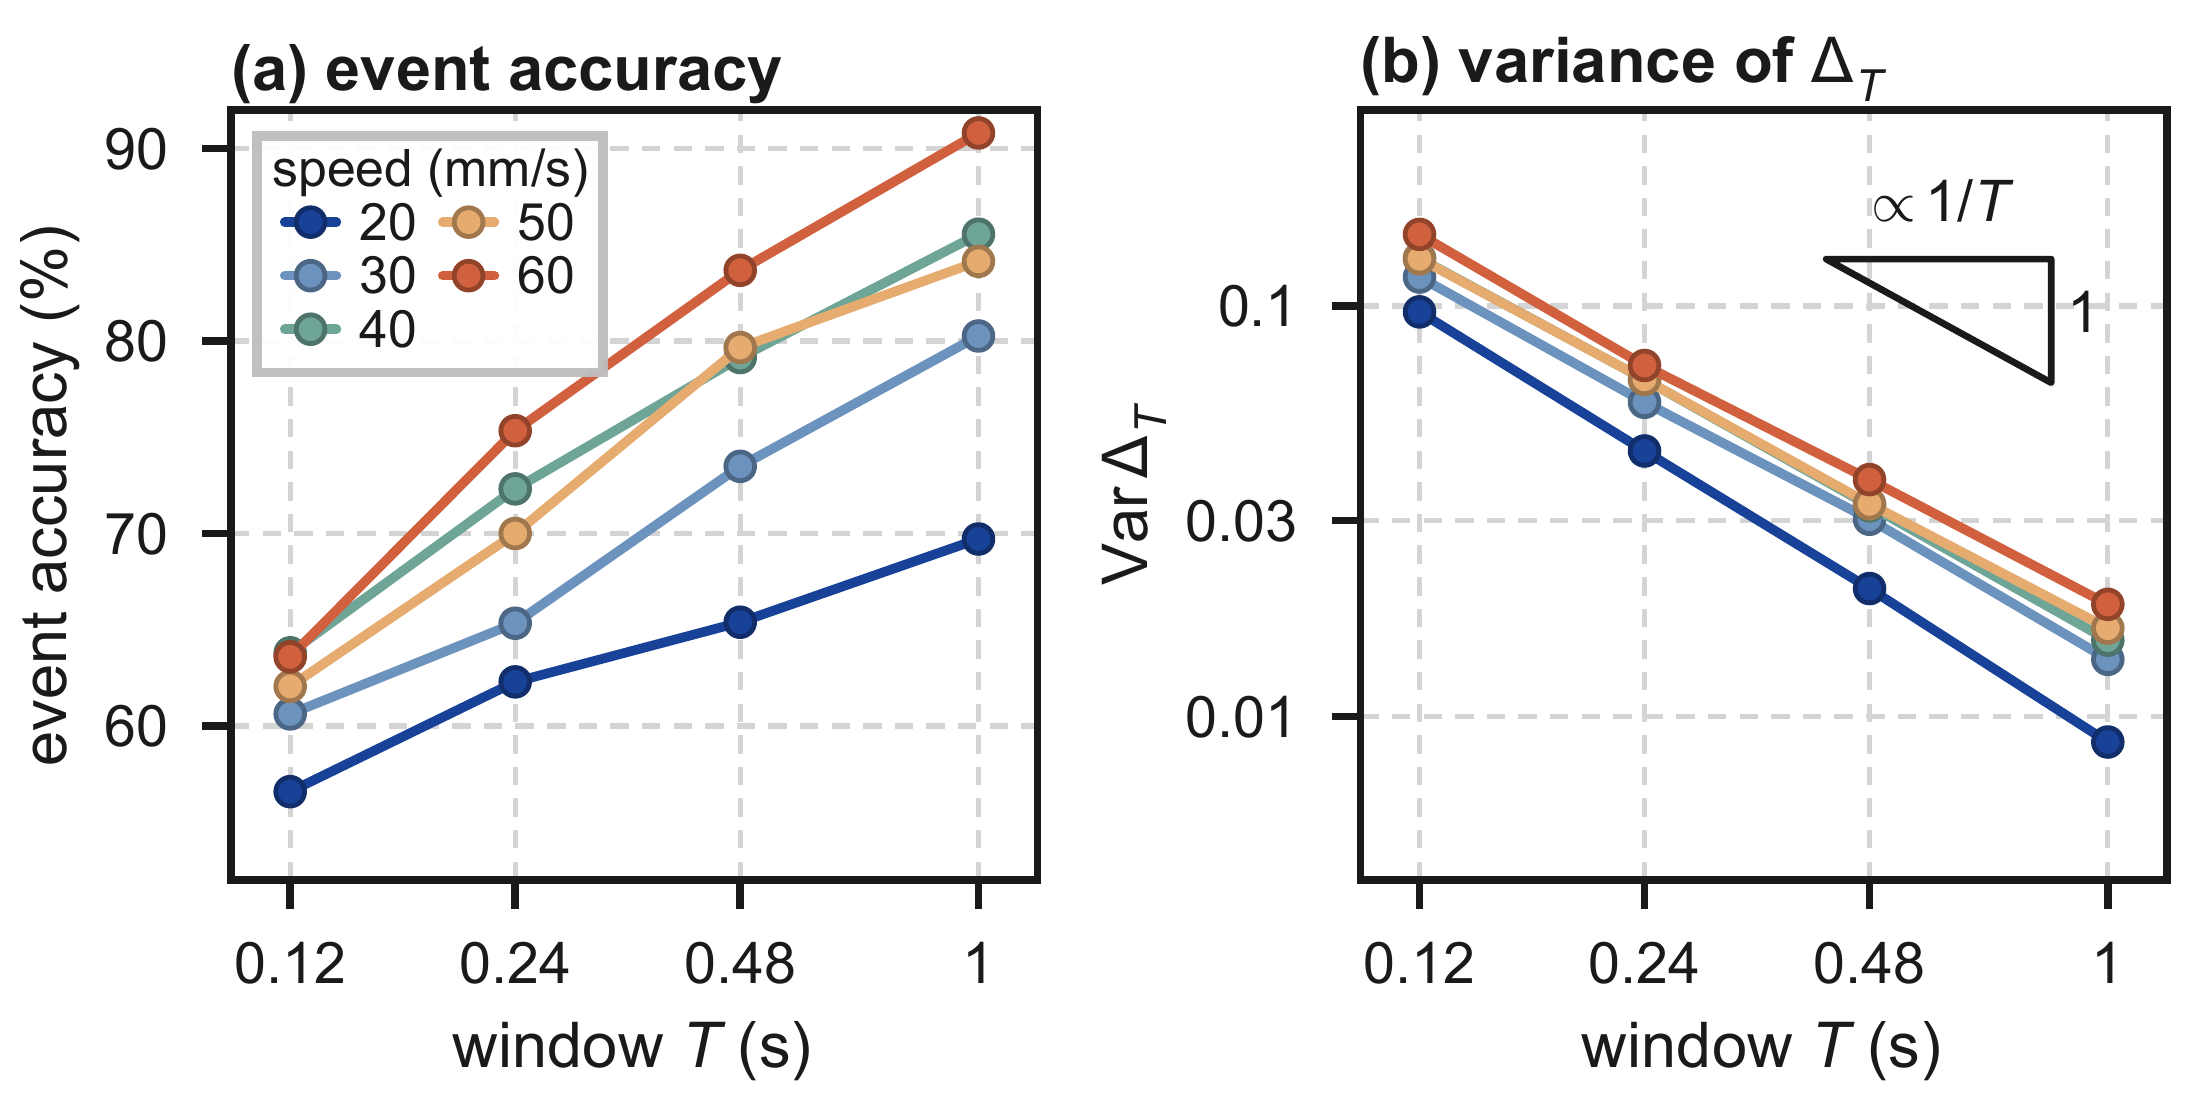 (a) event accuracy
event accuracy (%)
90
80
70
60
speed (mm/s)
20
50
30
60
40
0.12
0.24
0.48
1
window T (s)
(b) variance of Δ_T
Var Δ_T
0.1
0.03
0.01
∝ 1/T
1
0.12
0.24
0.48
1
window T (s)